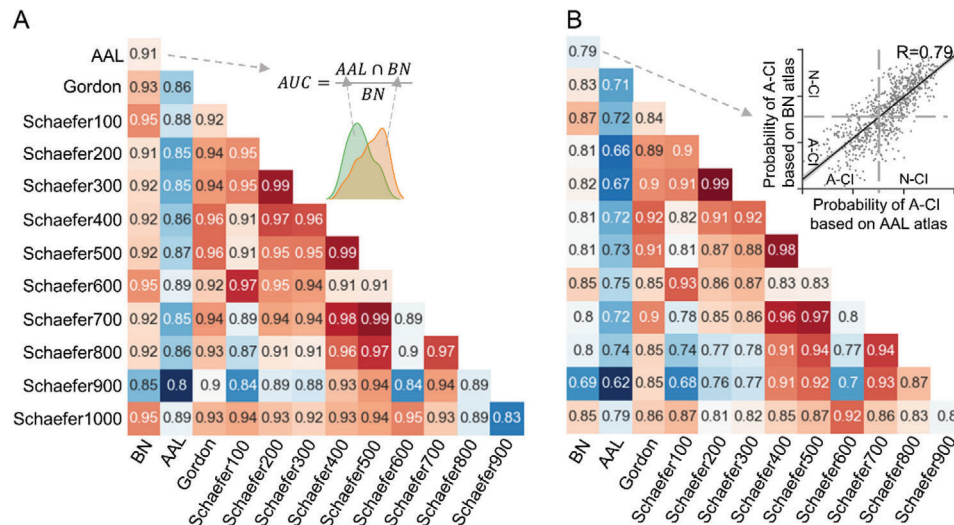 A
AAL 0.91
Gordon 0.93 0.86
Schaefer100 0.95 0.88 0.92
Schaefer200 0.91 0.85 0.94 0.95
Schaefer300 0.92 0.85 0.94 0.95 0.99
Schaefer400 0.92 0.86 0.96 0.91 0.97 0.96
Schaefer500 0.92 0.87 0.96 0.91 0.95 0.95 0.99
Schaefer600 0.95 0.89 0.92 0.97 0.95 0.94 0.91 0.91
Schaefer700 0.92 0.85 0.94 0.89 0.94 0.94 0.98 0.99 0.89
Schaefer800 0.92 0.86 0.93 0.87 0.91 0.91 0.96 0.97 0.9 0.97
Schaefer900 0.85 0.8 0.9 0.84 0.89 0.88 0.93 0.94 0.84 0.94 0.89
Schaefer1000 0.95 0.89 0.93 0.94 0.93 0.92 0.93 0.94 0.95 0.93 0.89 0.83
BN AAL Gordon Schaefer100 Schaefer200 Schaefer300 Schaefer400 Schaefer500 Schaefer600 Schaefer700 Schaefer800 Schaefer900
AUC = AAL ∩ BN
BN
B
0.79
0.83 0.71
0.87 0.72 0.84
0.81 0.66 0.89 0.9
0.82 0.67 0.9 0.91 0.99
0.81 0.72 0.92 0.82 0.91 0.92
0.81 0.73 0.91 0.81 0.87 0.88 0.98
0.85 0.75 0.85 0.93 0.86 0.87 0.83 0.83
0.8 0.72 0.9 0.78 0.85 0.86 0.96 0.97 0.8
0.8 0.74 0.85 0.74 0.77 0.78 0.91 0.94 0.77 0.94
0.69 0.62 0.85 0.68 0.76 0.77 0.91 0.92 0.7 0.93 0.87
0.85 0.79 0.86 0.87 0.81 0.82 0.85 0.87 0.92 0.86 0.83
BN AAL Gordon Schaefer100 Schaefer200 Schaefer300 Schaefer400 Schaefer500 Schaefer600 Schaefer700 Schaefer800 Schaefer900
R=0.79
Probability of A-CI
based on BN atlas
N-CI
A-CI
A-CI N-CI
Probability of A-CI
based on AAL atlas